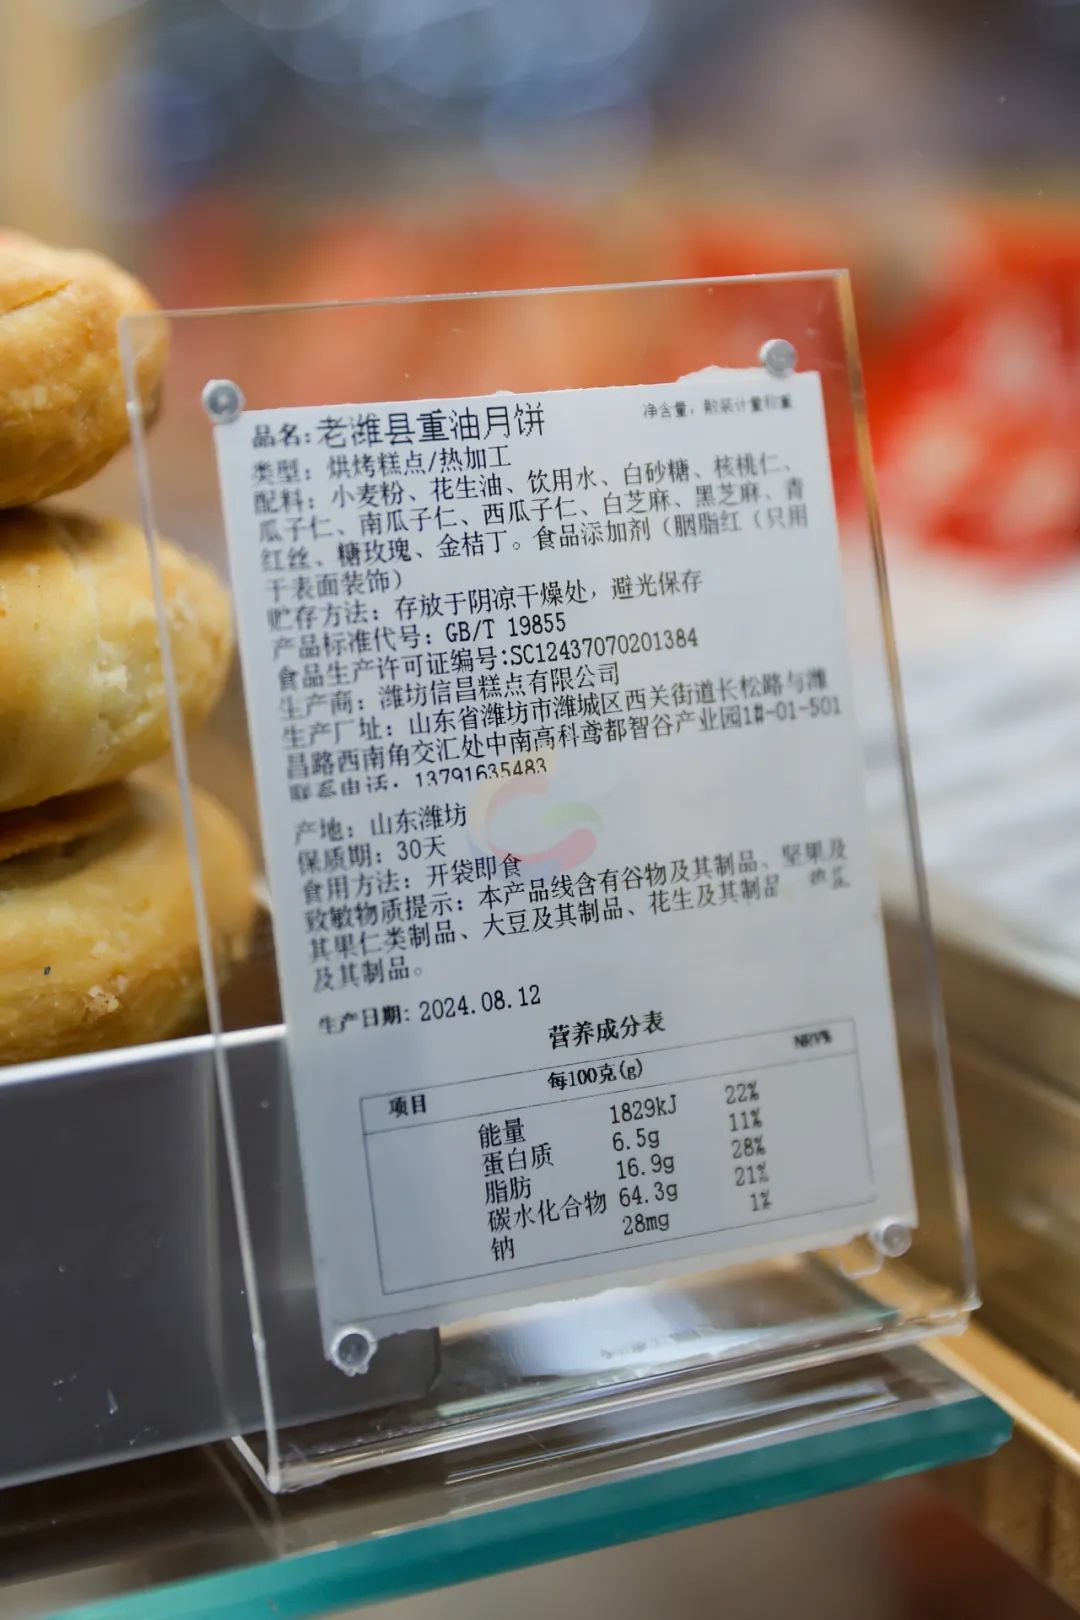 品名:老潍县重油月饼
净含量：散装计量称重
类型：烘烤糕点/热加工
配料：小麦粉、花生油、饮用水、白砂糖、核桃仁、
瓜子仁、南瓜子仁、西瓜子仁、白芝麻、黑芝麻、青
红丝、糖玫瑰、金桔丁。食品添加剂（胭脂红（只用
于表面装饰）
贮存方法：存放于阴凉干燥处，避光保存
产品标准代号：GB/T 19855
食品生产许可证编号:SC12437070201384
生产商：潍坊信昌糕点有限公司
生产厂址：山东省潍坊市潍城区西关街道长松路与潍
昌路西南角交汇处中南高科鸢都智谷产业园1#-01-501
联系电话：13791635483
产地：山东潍坊
保质期：30天
食用方法：开袋即食
致敏物质提示：本产品线含有谷物及其制品、坚果及
其果仁类制品、大豆及其制品、花生及其制品
及其制品。
生产日期：2024.08.12
营养成分表
项目 每100克(g) NRV%
能量 1829kJ 22%
蛋白质 6.5g 11%
脂肪 16.9g 28%
碳水化合物 64.3g 21%
钠 28mg 1%